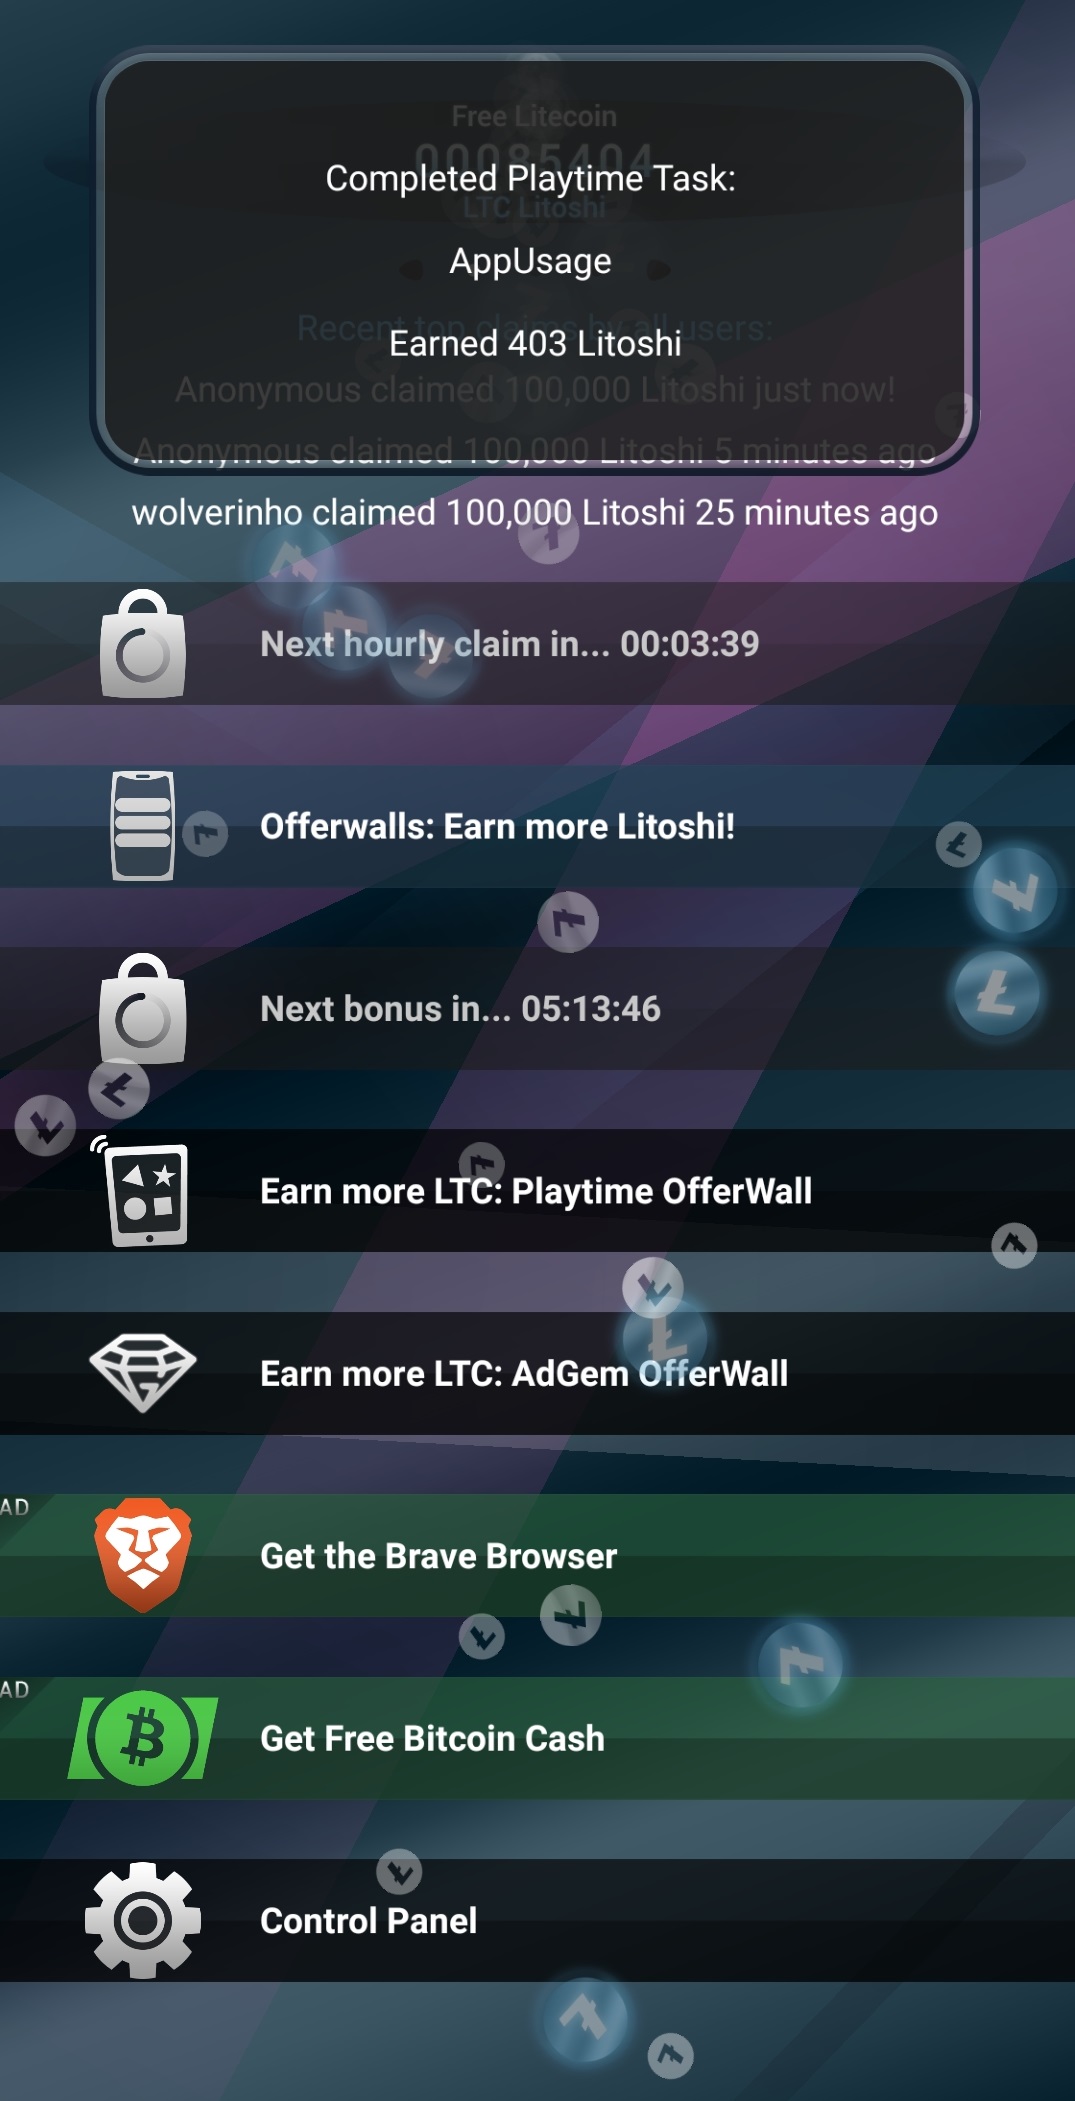 Free Litecoin
00085404
Completed Playtime Task:
LTC Litoshi
AppUsage
Recent top claims by all users:
Earned 403 Litoshi
Anonymous claimed 100,000 Litoshi just now!
Anonymous claimed 100,000 Litoshi 5 minutes ago
wolverinho claimed 100,000 Litoshi 25 minutes ago
Next hourly claim in... 00:03:39
Offerwalls: Earn more Litoshi!
Next bonus in... 05:13:46
Earn more LTC: Playtime OfferWall
Earn more LTC: AdGem OfferWall
AD
Get the Brave Browser
AD
Get Free Bitcoin Cash
Control Panel